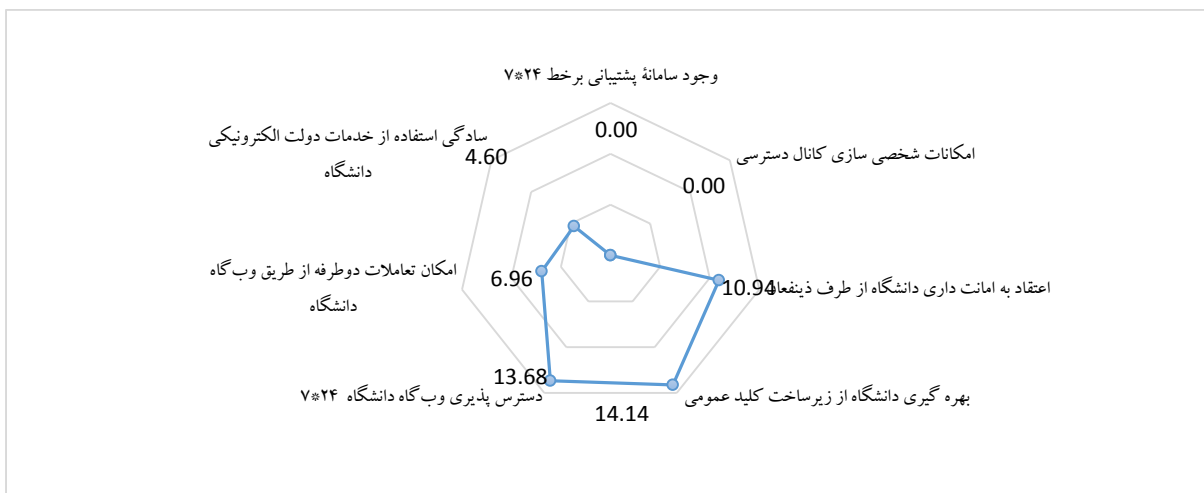 وجود سامانهٔ پشتیبانی برخط ۲۴*۷
0.00
امکانات شخصی سازی کانال دسترسی
0.00
اعتقاد به امانت داری دانشگاه از طرف ذینفعان
10.94
بهره گیری دانشگاه از زیرساخت کلید عمومی
14.14
دسترس پذیری وب‌گاه دانشگاه ۲۴*۷
13.68
امکان تعاملات دوطرفه از طریق وب‌گاه
دانشگاه
6.96
سادگی استفاده از خدمات دولت الکترونیکی
دانشگاه
4.60